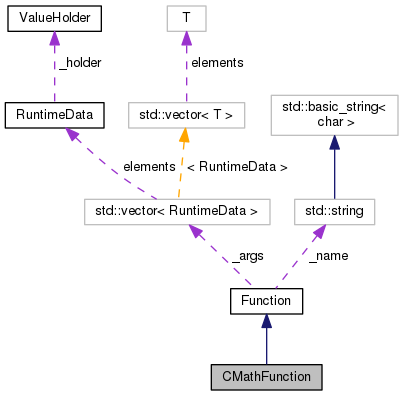 ValueHolder
T
_holder
elements
RuntimeData
std::vector< T >
std::basic_string<
char >
elements
< RuntimeData >
std::vector< RuntimeData >
std::string
_args
_name
Function
CMathFunction